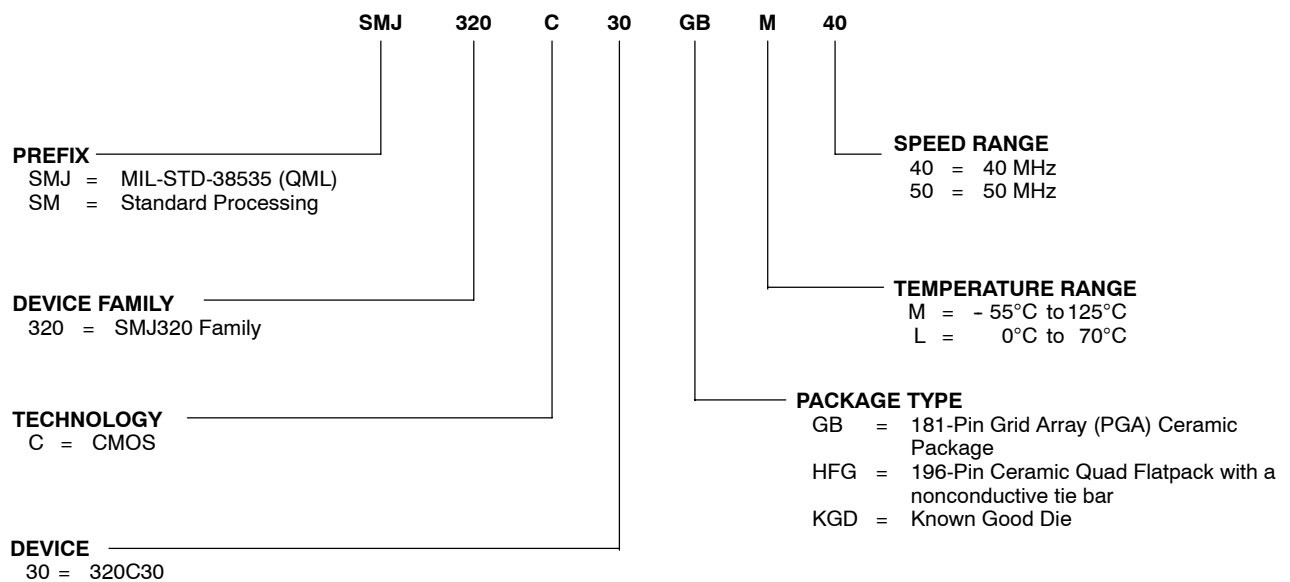 SMJ 320 C 30 GB M 40
PREFIX
SMJ = MIL-STD-38535 (QML)
SM = Standard Processing
DEVICE FAMILY
320 = SMJ320 Family
TECHNOLOGY
C = CMOS
DEVICE
30 = 320C30
SPEED RANGE
40 = 40 MHz
50 = 50 MHz
TEMPERATURE RANGE
M = - 55°C to 125°C
L = 0°C to 70°C
PACKAGE TYPE
GB = 181-Pin Grid Array (PGA) Ceramic
Package
HFG = 196-Pin Ceramic Quad Flatpack with a
nonconductive tie bar
KGD = Known Good Die